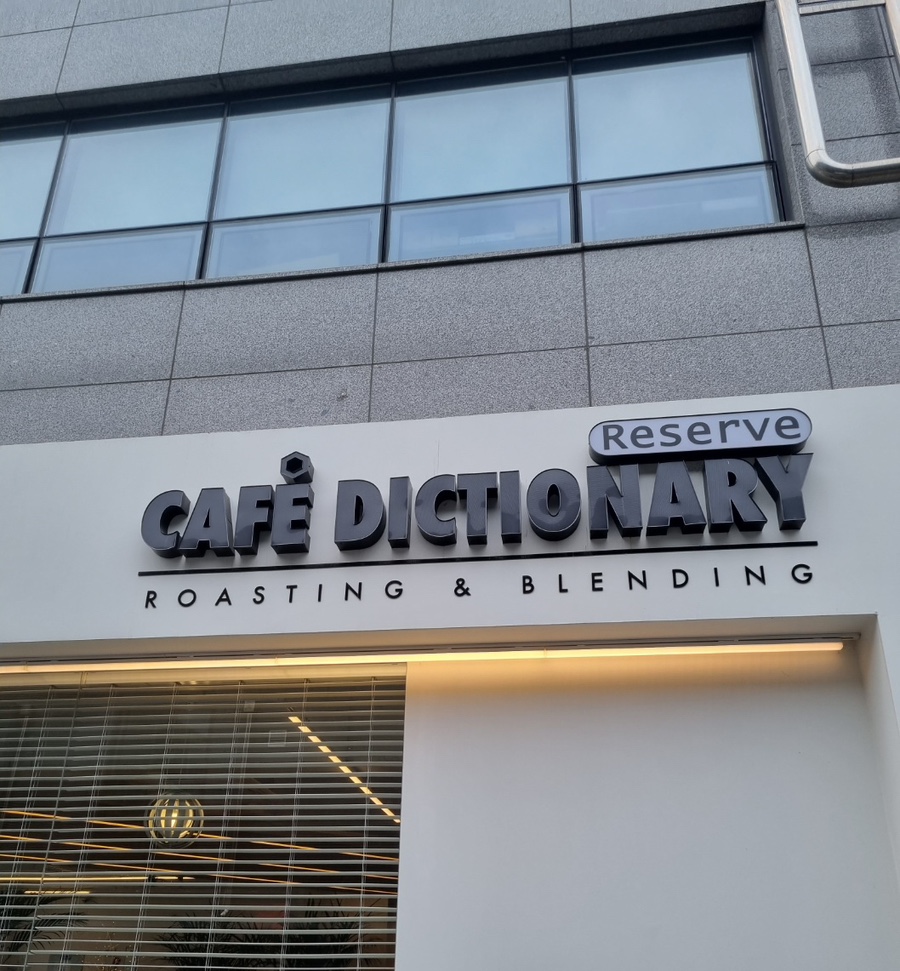 Reserve
CAFÉ DICTIONARY
ROASTING & BLENDING